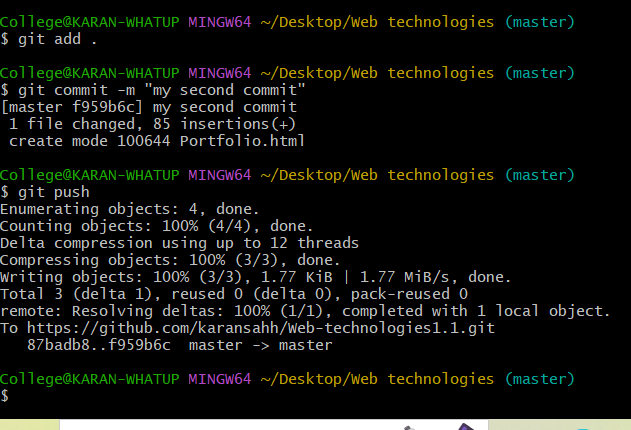 College@KARAN-WHATUP MINGW64 ~/Desktop/Web technologies (master)
$ git add .
College@KARAN-WHATUP MINGW64 ~/Desktop/Web technologies (master)
$ git commit -m "my second commit"
[master f959b6c] my second commit
1 file changed, 85 insertions(+)
create mode 100644 Portfolio.html
College@KARAN-WHATUP MINGW64 ~/Desktop/Web technologies (master)
$ git push
Enumerating objects: 4, done.
Counting objects: 100% (4/4), done.
Delta compression using up to 12 threads
Compressing objects: 100% (3/3), done.
Writing objects: 100% (3/3), 1.77 KiB | 1.77 MiB/s, done.
Total 3 (delta 1), reused 0 (delta 0), pack-reused 0
remote: Resolving deltas: 100% (1/1), completed with 1 local object.
To https://github.com/karansahh/Web-technologies1.1.git
87badb8..f959b6c  master -> master
College@KARAN-WHATUP MINGW64 ~/Desktop/Web technologies (master)
$